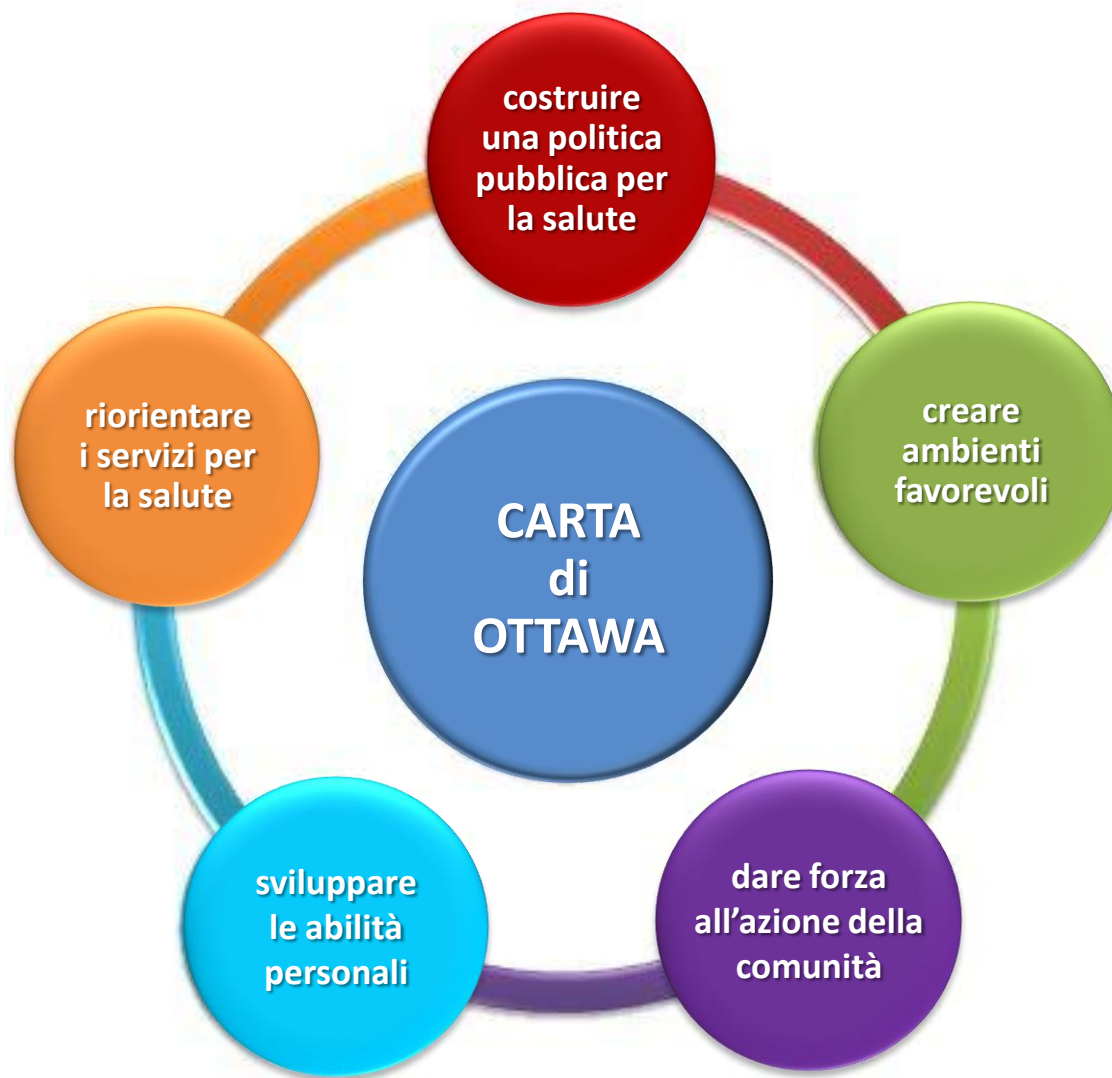 costruire
una politica
pubblica per
la salute
creare
ambienti
favorevoli
dare forza
all’azione della
comunità
sviluppare
le abilità
personali
riorientare
i servizi per
la salute
CARTA
di
OTTAWA